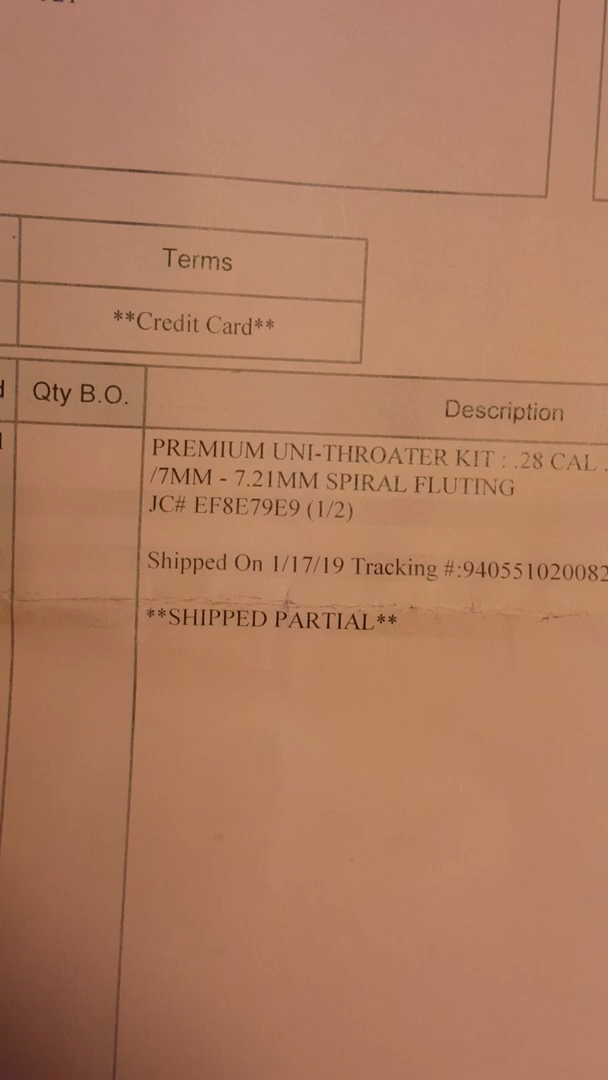 Terms
**Credit Card**
Qty B.O.
Description
PREMIUM UNI-THROATER KIT : .28 CAL .
/7MM - 7.21MM SPIRAL FLUTING
JC# EF8E79E9 (1/2)
Shipped On 1/17/19 Tracking #:940551020082
**SHIPPED PARTIAL**